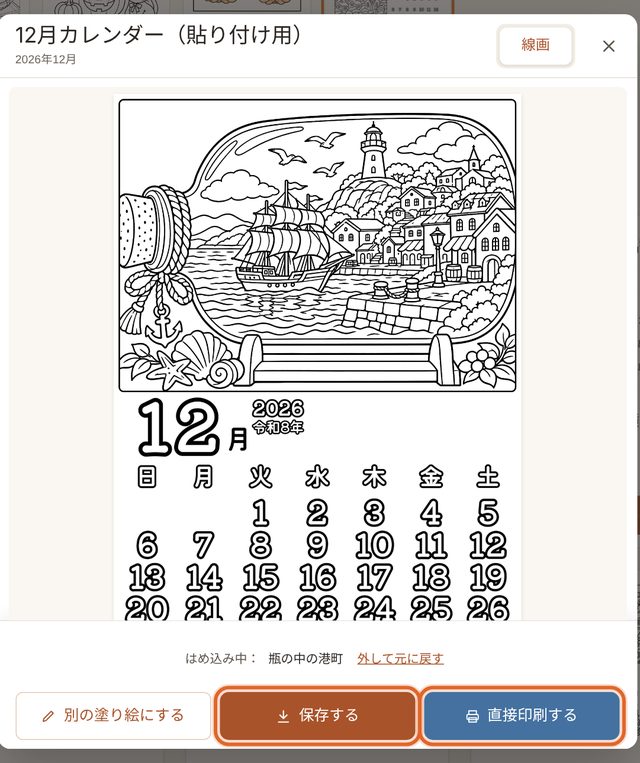 12月カレンダー（貼り付け用）
線画
2026年12月
12月
2026
令和8年
日 月 火 水 木 金 土
1 2 3 4 5
6 7 8 9 10 11 12
13 14 15 16 17 18 19
20 21 22 23 24 25 26
はめ込み中： 瓶の中の港町 外して元に戻す
別の塗り絵にする 保存する 直接印刷する